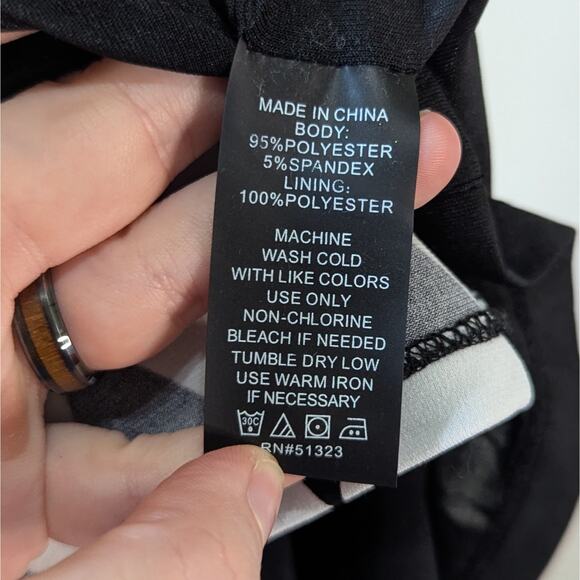 MADE IN CHINA
BODY:
95%POLYESTER
5%SPANDEX
LINING:
100%POLYESTER
MACHINE
WASH COLD
WITH LIKE COLORS
USE ONLY
NON-CHLORINE
BLEACH IF NEEDED
TUMBLE DRY LOW
USE WARM IRON
IF NECESSARY
30C
RN#51323